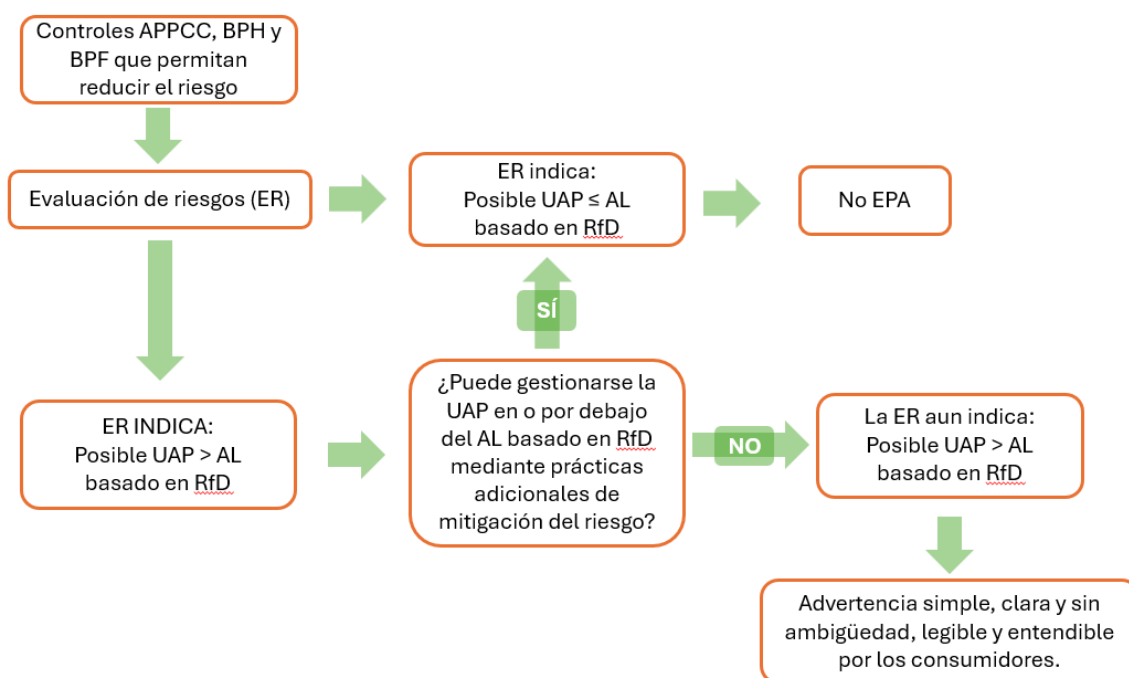 Controles APPCC, BPH y
BPF que permitan
reducir el riesgo
Evaluación de riesgos (ER)
ER indica:
Posible UAP ≤ AL
basado en RfD
No EPA
SÍ
ER INDICA:
Posible UAP > AL
basado en RfD
¿Puede gestionarse la
UAP en o por debajo
del AL basado en RfD
mediante prácticas
adicionales de
mitigación del riesgo?
NO
La ER aun indica:
Posible UAP > AL
basado en RfD
Advertencia simple, clara y sin
ambigüedad, legible y entendible
por los consumidores.